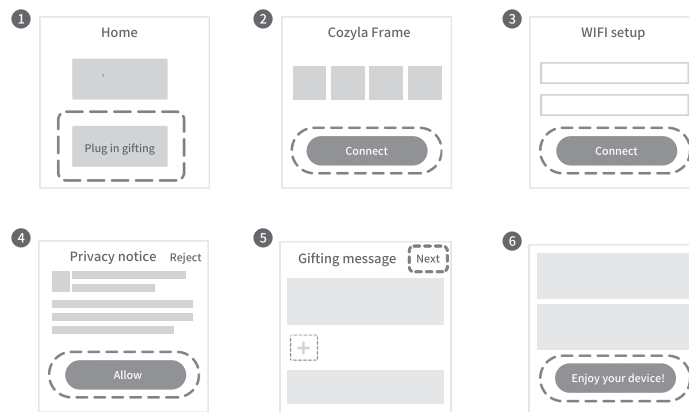 1
Home
Plug in gifting
2
Cozyla Frame
Connect
3
WIFI setup
Connect
4
Privacy notice Reject
Allow
5
Gifting message Next
6
Enjoy your device!